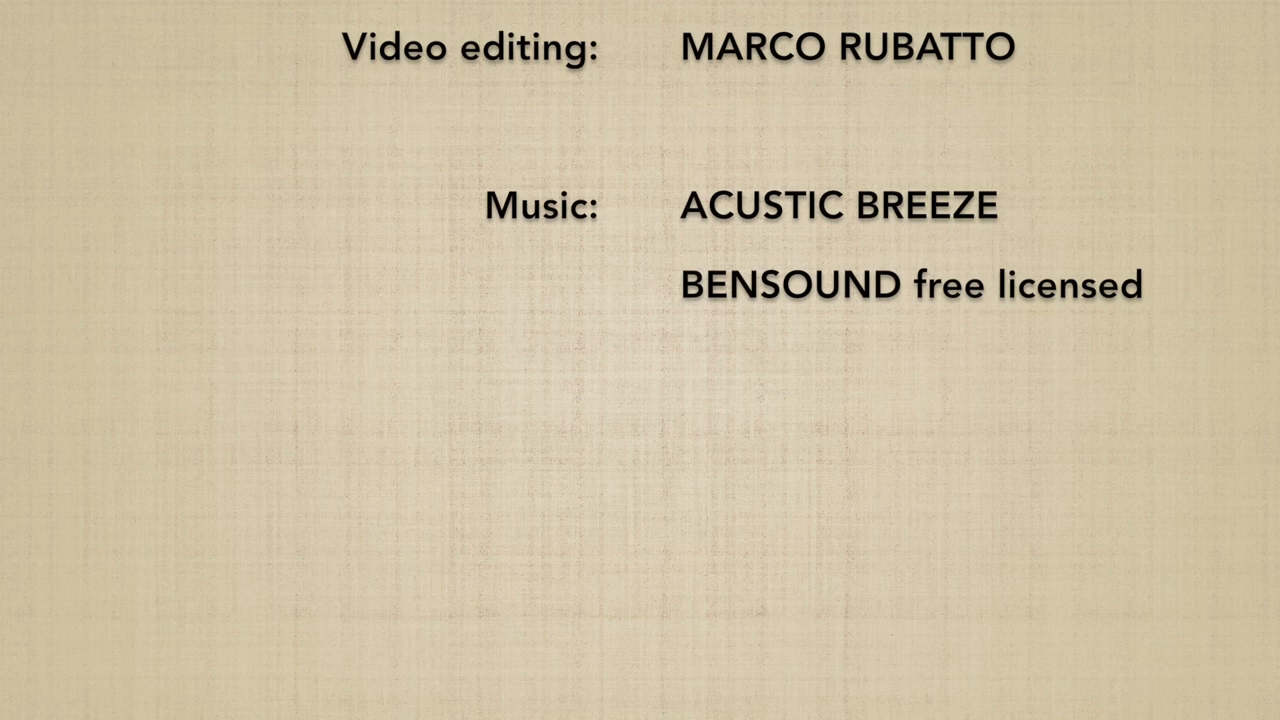 Video editing: MARCO RUBATTO
Music: ACUSTIC BREEZE
BENSOUND free licensed